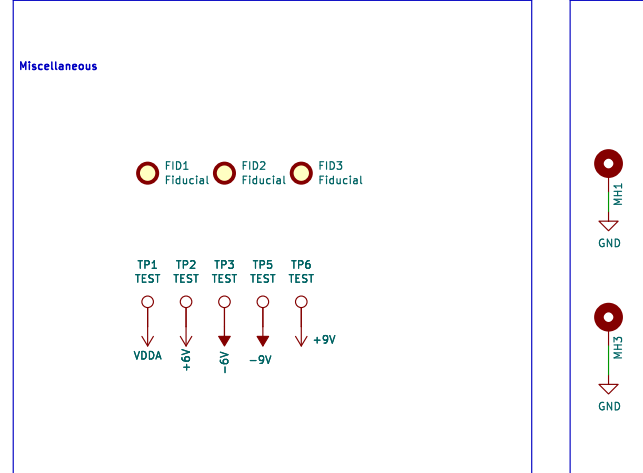 Miscellaneous
FID1
Fiducial
FID2
Fiducial
FID3
Fiducial
TP1
TEST
TP2
TEST
TP3
TEST
TP5
TEST
TP6
TEST
VDDA
+6V
-6V
-9V
+9V
MH1
GND
MH3
GND